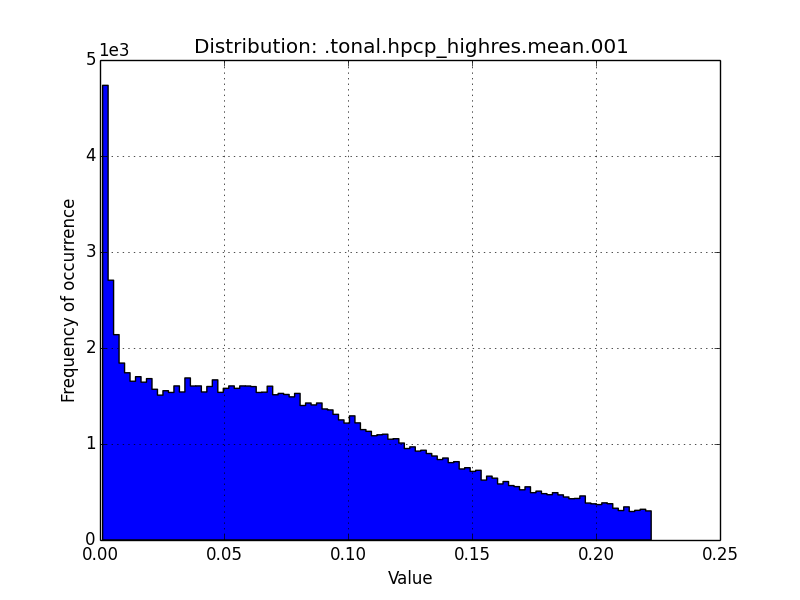 Distribution: .tonal.hpcp_highres.mean.001
1e3
5
4
3
2
1
0
Frequency of occurrence
0.00 0.05 0.10 0.15 0.20 0.25
Value